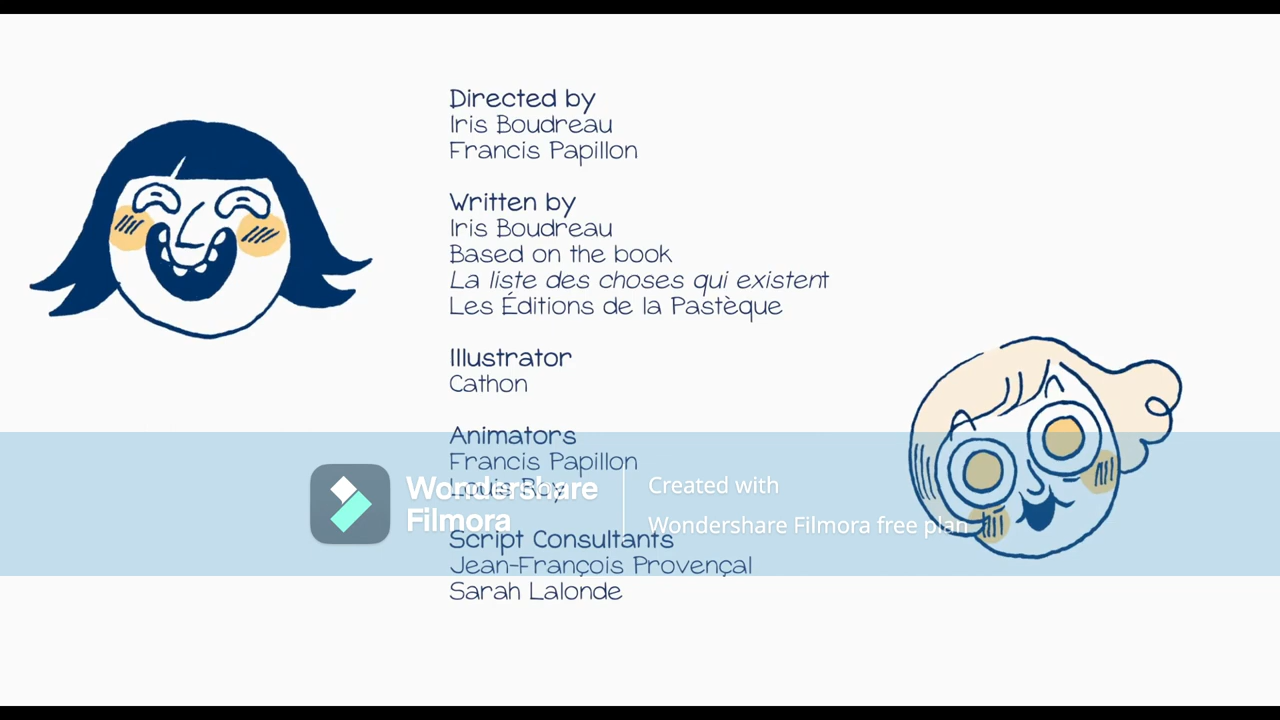 Directed by
Iris Boudreau
Francis Papillon
Written by
Iris Boudreau
Based on the book
La liste des choses qui existent
Les Éditions de la Pastèque
Illustrator
Cathon
Animators
Francis Papillon
Louis Roy
Wondershare
Filmora
Created with
Wondershare Filmora free plan
Script Consultants
Jean-François Provençal
Sarah Lalonde